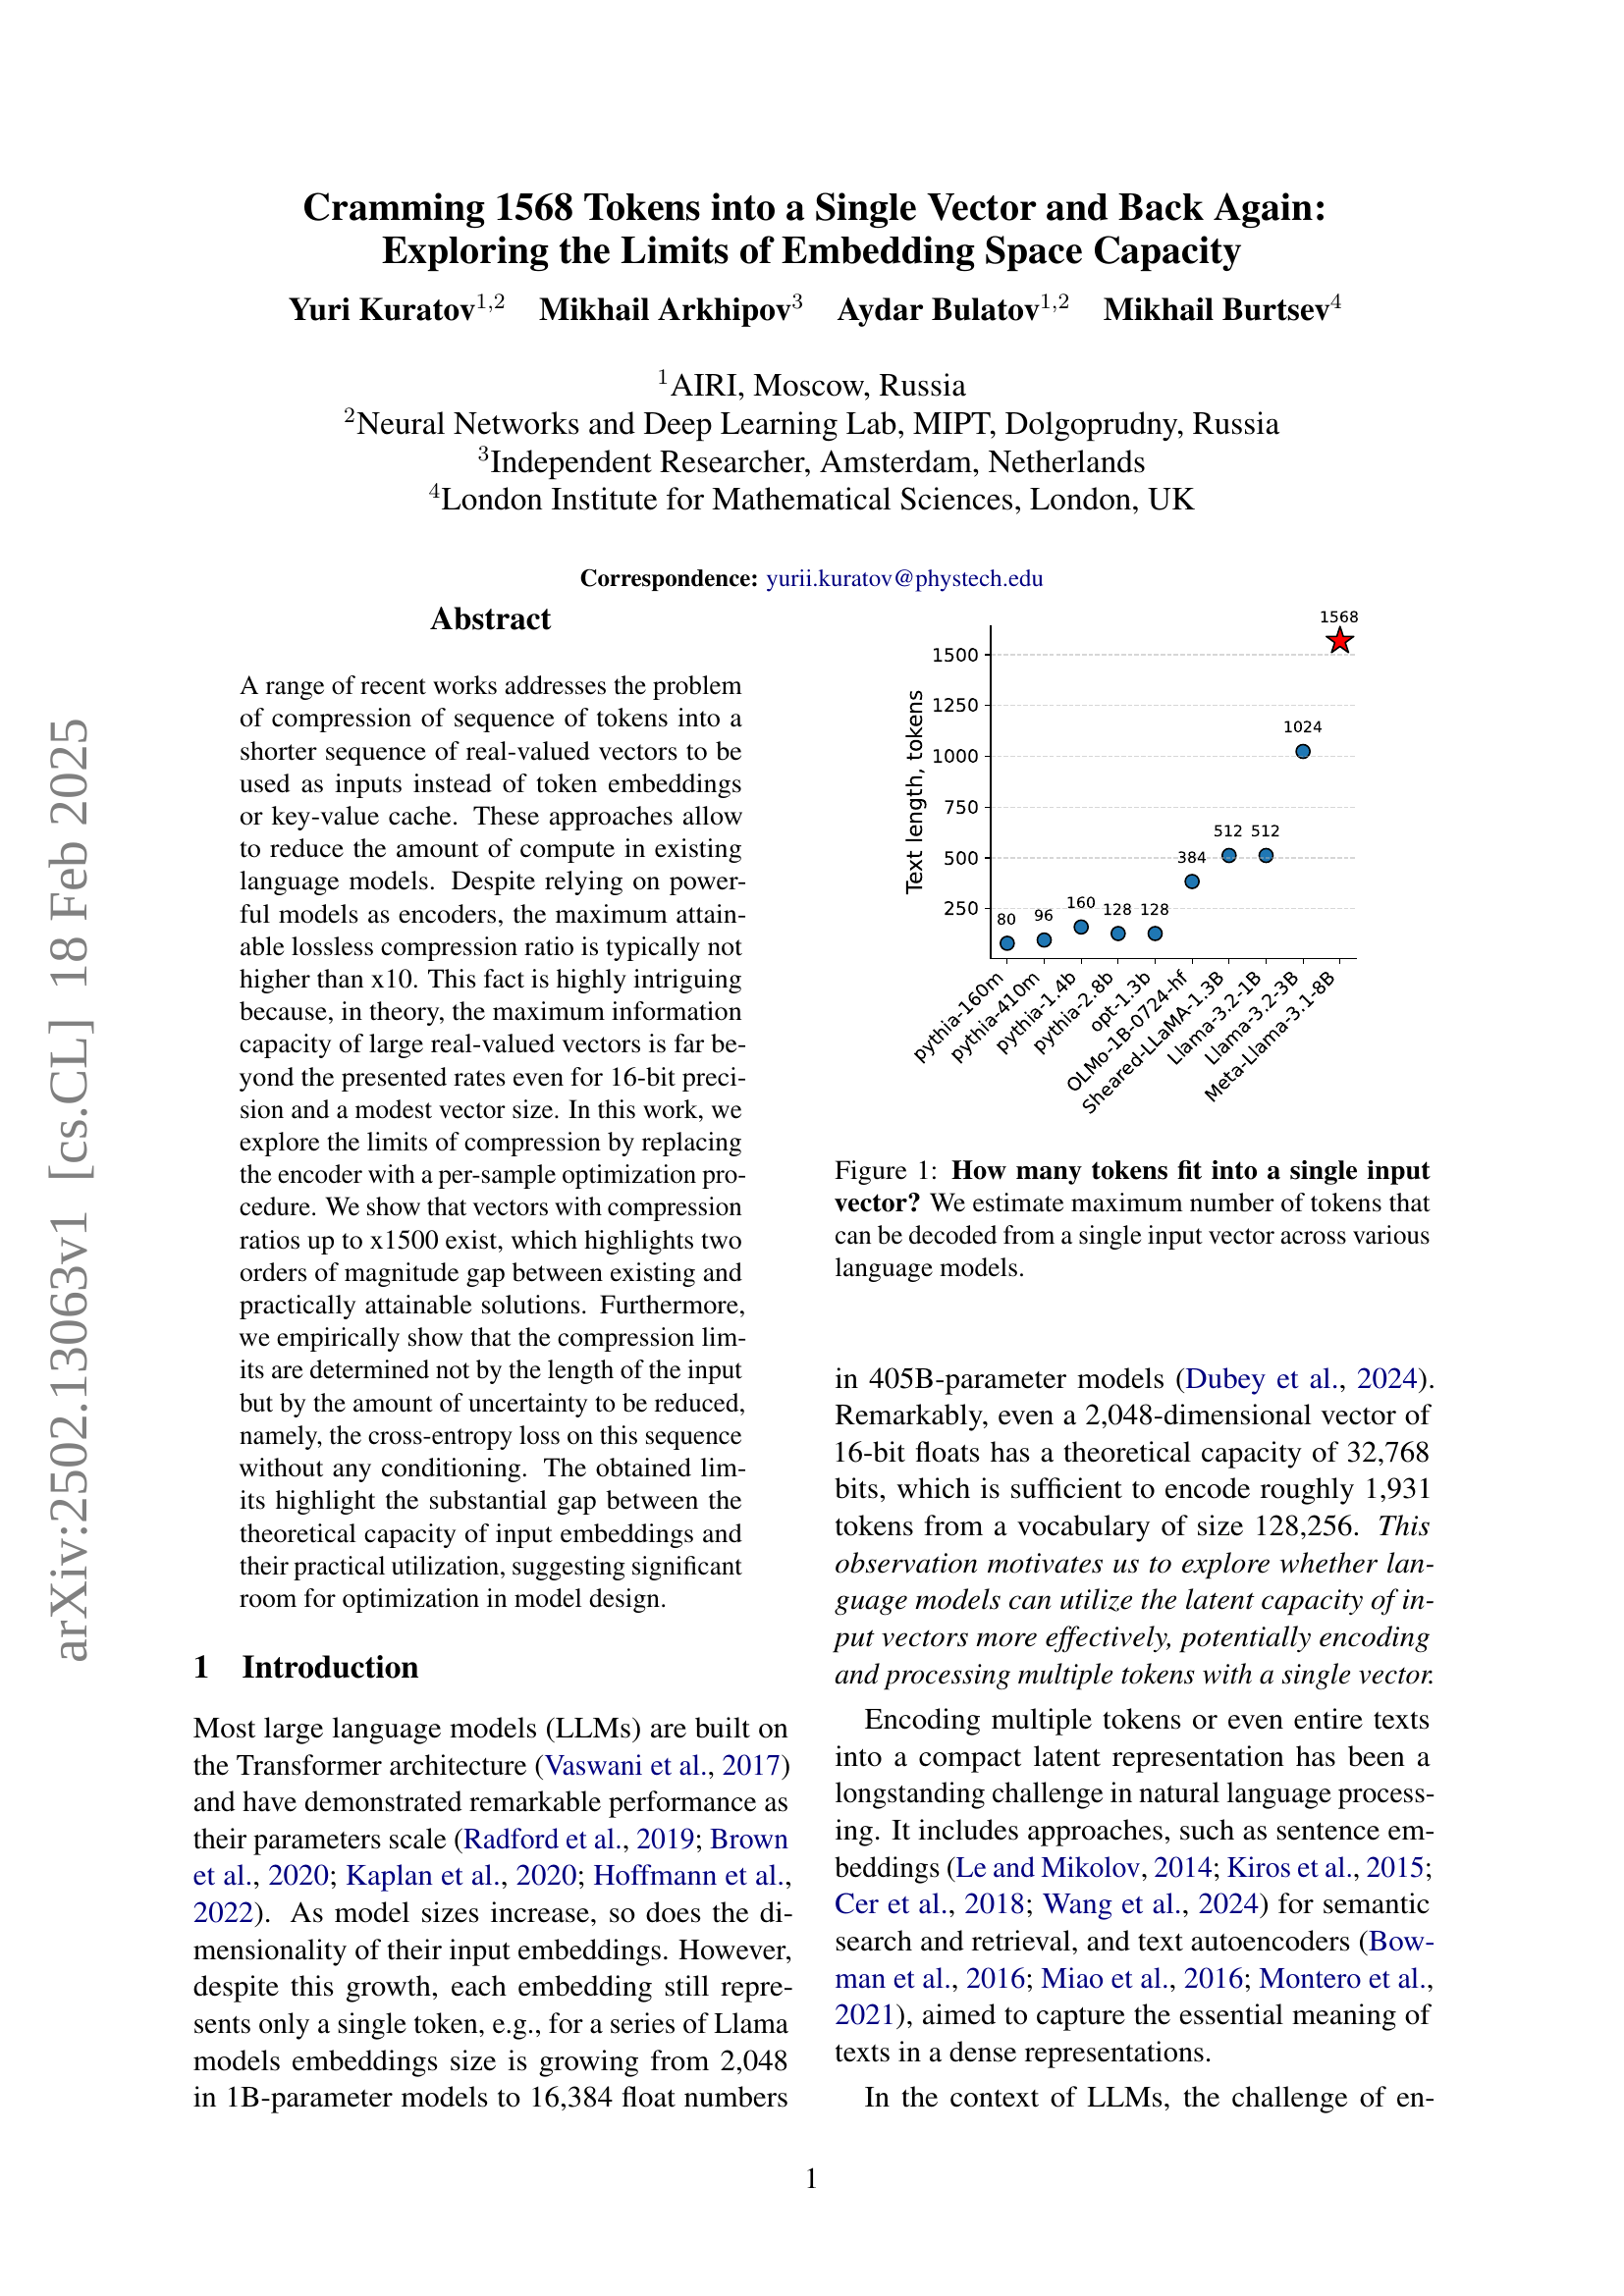 Cramming 1568 Tokens into a Single Vector and Back Again:
Exploring the Limits of Embedding Space Capacity
Yuri Kuratov1,2 Mikhail Arkhipov3 Aydar Bulatov1,2 Mikhail Burtsev4
1AIRI, Moscow, Russia
2Neural Networks and Deep Learning Lab, MIPT, Dolgoprudny, Russia
3Independent Researcher, Amsterdam, Netherlands
4London Institute for Mathematical Sciences, London, UK
Correspondence: yurii.kuratov@phystech.edu
arXiv:2502.13063v1 [cs.CL] 18 Feb 2025
Abstract
A range of recent works addresses the problem
of compression of sequence of tokens into a
shorter sequence of real-valued vectors to be
used as inputs instead of token embeddings
or key-value cache. These approaches allow
to reduce the amount of compute in existing
language models. Despite relying on power-
ful models as encoders, the maximum attain-
able lossless compression ratio is typically not
higher than x10. This fact is highly intriguing
because, in theory, the maximum information
capacity of large real-valued vectors is far be-
yond the presented rates even for 16-bit preci-
sion and a modest vector size. In this work, we
explore the limits of compression by replacing
the encoder with a per-sample optimization pro-
cedure. We show that vectors with compression
ratios up to x1500 exist, which highlights two
orders of magnitude gap between existing and
practically attainable solutions. Furthermore,
we empirically show that the compression lim-
its are determined not by the length of the input
but by the amount of uncertainty to be reduced,
namely, the cross-entropy loss on this sequence
without any conditioning. The obtained lim-
its highlight the substantial gap between the
theoretical capacity of input embeddings and
their practical utilization, suggesting significant
room for optimization in model design.
1 Introduction
Most large language models (LLMs) are built on
the Transformer architecture (Vaswani et al., 2017)
and have demonstrated remarkable performance as
their parameters scale (Radford et al., 2019; Brown
et al., 2020; Kaplan et al., 2020; Hoffmann et al.,
2022). As model sizes increase, so does the di-
mensionality of their input embeddings. However,
despite this growth, each embedding still repre-
sents only a single token, e.g., for a series of Llama
models embeddings size is growing from 2,048
in 1B-parameter models to 16,384 float numbers
Text length, tokens
1500
1250
1000
750
500
250
80
96
160
128
128
384
512
512
1024
1568
pythia-160m
pythia-410m
pythia-1.4b
pythia-2.8b
opt-1.3b
OLMo-1B-0724-hf
Sheared-LLaMA-1.3B
Llama-3.2-1B
Llama-3.2-3B
Meta-Llama-3.1-8B
Figure 1: How many tokens fit into a single input
vector? We estimate maximum number of tokens that
can be decoded from a single input vector across various
language models.
in 405B-parameter models (Dubey et al., 2024).
Remarkably, even a 2,048-dimensional vector of
16-bit floats has a theoretical capacity of 32,768
bits, which is sufficient to encode roughly 1,931
tokens from a vocabulary of size 128,256. This
observation motivates us to explore whether lan-
guage models can utilize the latent capacity of in-
put vectors more effectively, potentially encoding
and processing multiple tokens with a single vector.
Encoding multiple tokens or even entire texts
into a compact latent representation has been a
longstanding challenge in natural language process-
ing. It includes approaches, such as sentence em-
beddings (Le and Mikolov, 2014; Kiros et al., 2015;
Cer et al., 2018; Wang et al., 2024) for semantic
search and retrieval, and text autoencoders (Bow-
man et al., 2016; Miao et al., 2016; Montero et al.,
2021), aimed to capture the essential meaning of
texts in a dense representations.
In the context of LLMs, the challenge of en-
1